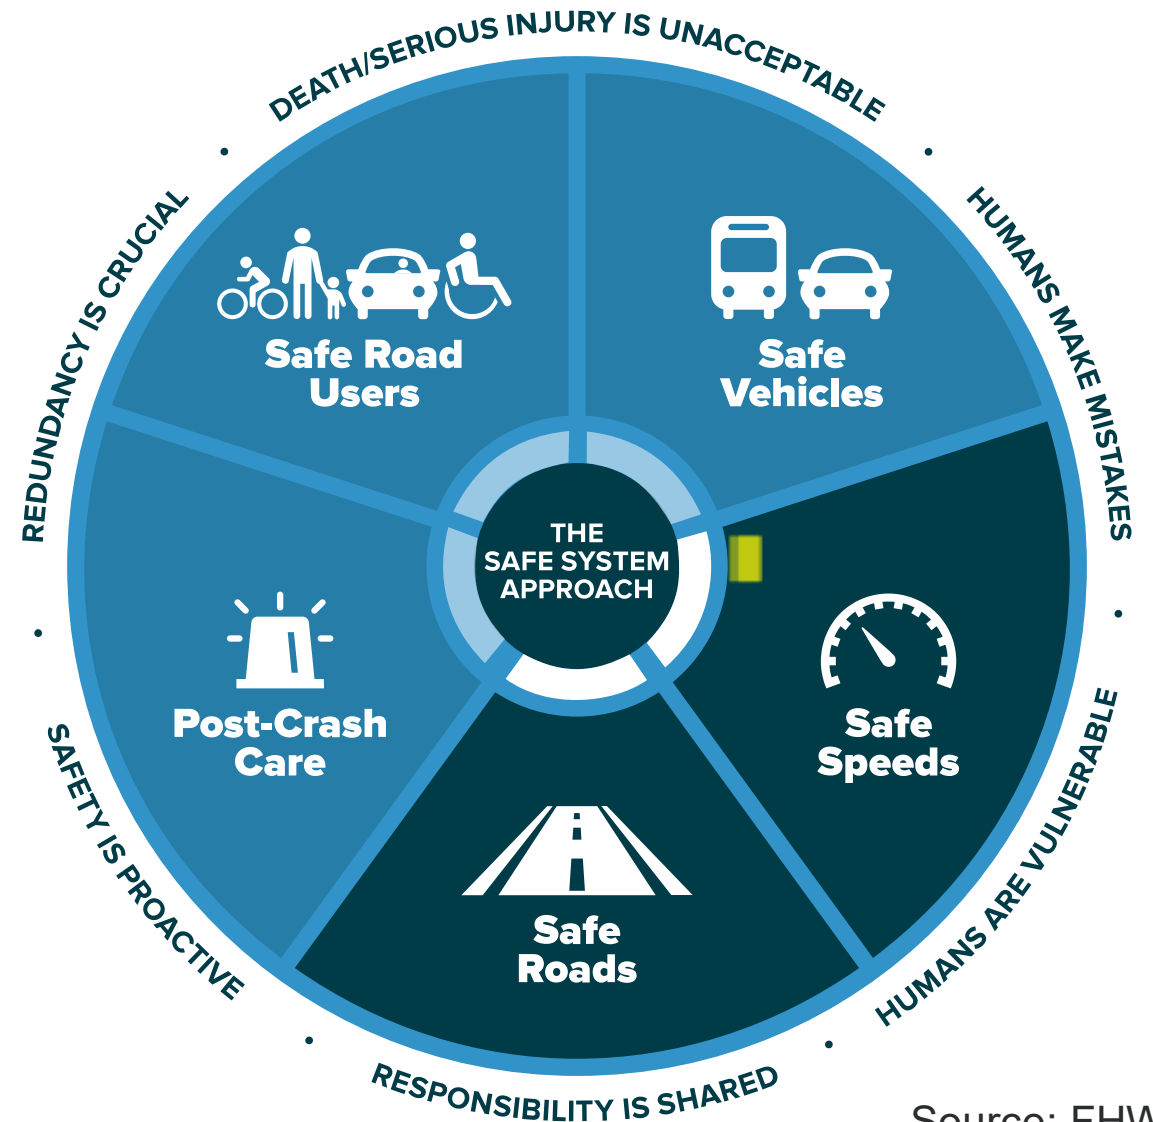 DEATH/SERIOUS INJURY IS UNACCEPTABLE
HUMANS MAKE MISTAKES
HUMANS ARE VULNERABLE
RESPONSIBILITY IS SHARED
SAFETY IS PROACTIVE
REDUNDANCY IS CRUCIAL
Safe Road
Users
Safe
Vehicles
THE
SAFE SYSTEM
APPROACH
Post-Crash
Care
Safe
Speeds
Safe
Roads
Source: